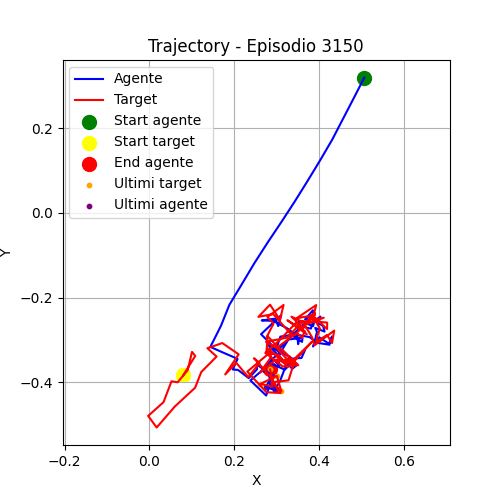 Trajectory - Episodio 3150
Agente
Target
Start agente
Start target
End agente
Ultimi target
Ultimi agente
0.2
0.0
−0.2
−0.4
Y
−0.2
0.0
0.2
0.4
0.6
X